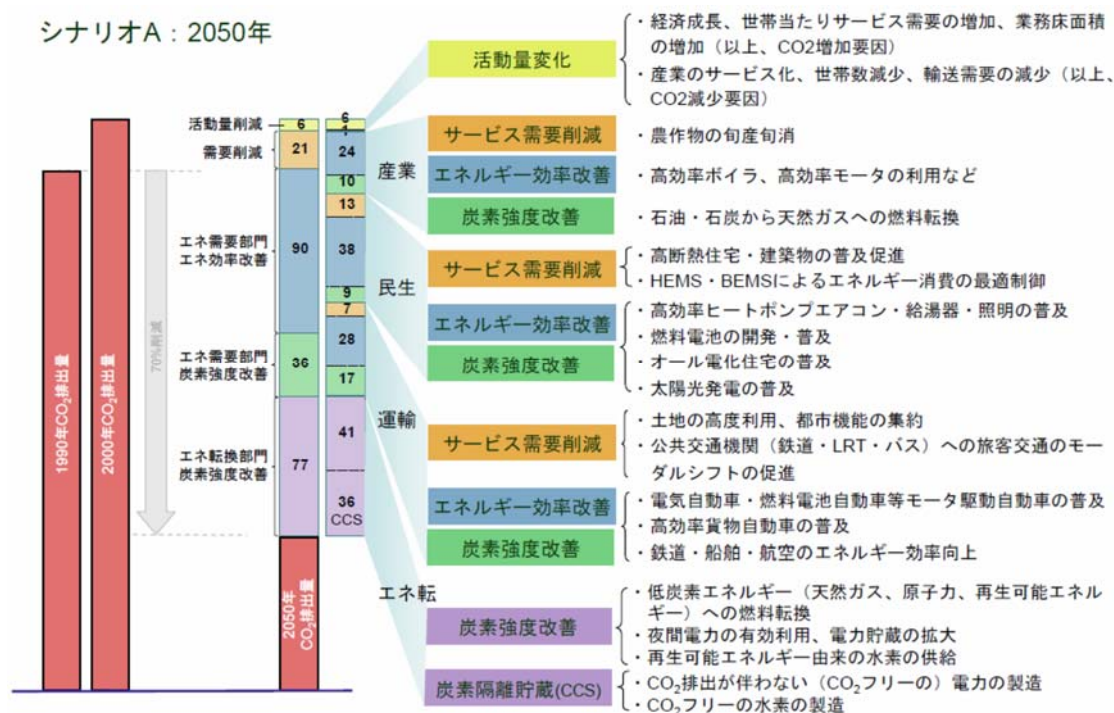 シナリオA：2050年
1990年CO2排出量
2000年CO2排出量
70%削減
活動量削減
需要削減
エネ需要部門
エネ効率改善
エネ需要部門
炭素強度改善
エネ転換部門
炭素強度改善
6
21
90
36
77
2050年
CO2排出量
6
1
24
10
13
38
9
7
28
17
41
36
CCS
産業
民生
運輸
エネ転
活動量変化
・経済成長、世帯当たりサービス需要の増加、業務床面積
の増加（以上、CO2増加要因）
・産業のサービス化、世帯数減少、輸送需要の減少（以上、
CO2減少要因）
サービス需要削減
・農作物の旬産旬消
エネルギー効率改善
・高効率ボイラ、高効率モータの利用など
炭素強度改善
・石油・石炭から天然ガスへの燃料転換
サービス需要削減
・高断熱住宅・建築物の普及促進
・HEMS・BEMSによるエネルギー消費の最適制御
エネルギー効率改善
炭素強度改善
・高効率ヒートポンプエアコン・給湯器・照明の普及
・燃料電池の開発・普及
・オール電化住宅の普及
・太陽光発電の普及
サービス需要削減
・土地の高度利用、都市機能の集約
・公共交通機関（鉄道・LRT・バス）への旅客交通のモー
ダルシフトの促進
エネルギー効率改善
炭素強度改善
・電気自動車・燃料電池自動車等モータ駆動自動車の普及
・高効率貨物自動車の普及
・鉄道・船舶・航空のエネルギー効率向上
炭素強度改善
・低炭素エネルギー（天然ガス、原子力、再生可能エネル
ギー）への燃料転換
・夜間電力の有効利用、電力貯蔵の拡大
・再生可能エネルギー由来の水素の供給
炭素隔離貯蔵(CCS)
・CO2排出が伴わない（CO2フリーの）電力の製造
・CO2フリーの水素の製造